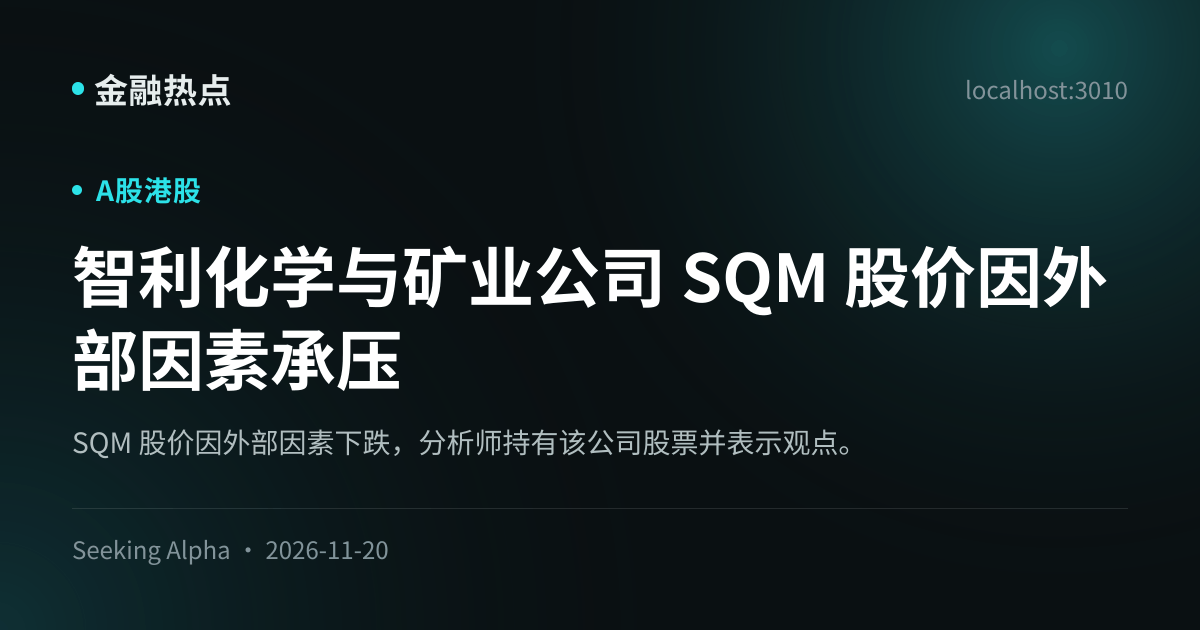 金融热点
localhost:3010
A股港股
智利化学与矿业公司 SQM 股价因外
部因素承压
SQM 股价因外部因素下跌，分析师持有该公司股票并表示观点。
Seeking Alpha · 2026-11-20